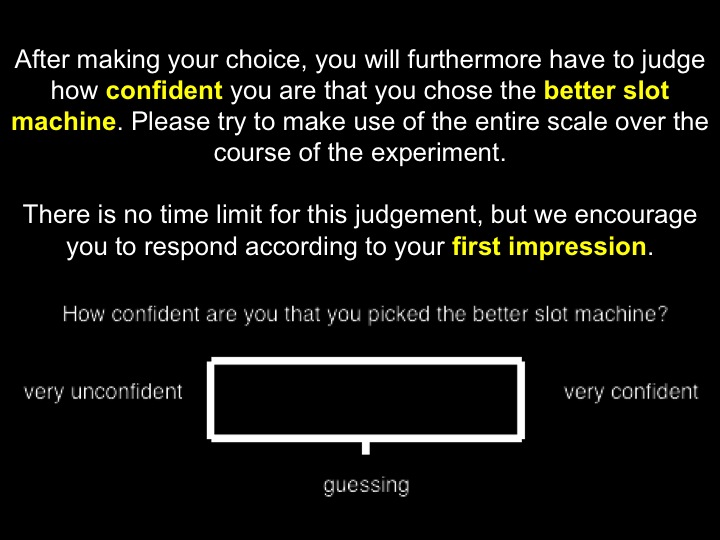 After making your choice, you will furthermore have to judge
how confident you are that you chose the better slot
machine. Please try to make use of the entire scale over the
course of the experiment.
There is no time limit for this judgement, but we encourage
you to respond according to your first impression.
How confident are you that you picked the better slot machine?
very unconfident
very confident
guessing